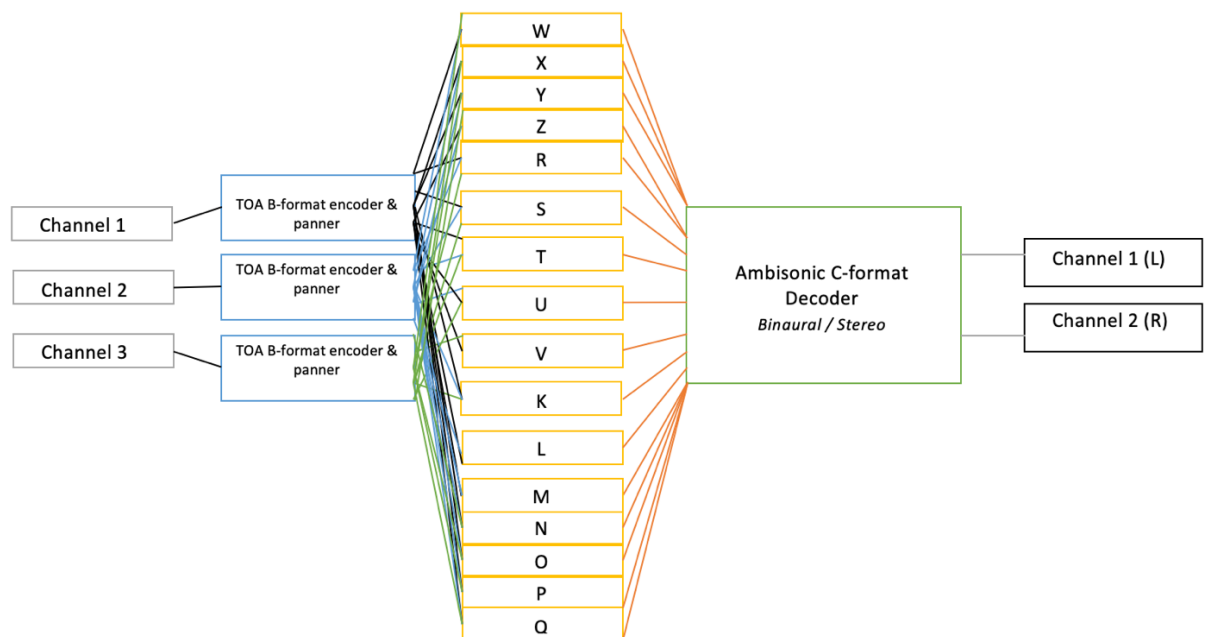 Channel 1
Channel 2
Channel 3
TOA B-format encoder &
panner
TOA B-format encoder &
panner
TOA B-format encoder &
panner
W
X
Y
Z
R
S
T
U
V
K
L
M
N
O
P
Q
Ambisonic C-format
Decoder
Binaural / Stereo
Channel 1 (L)
Channel 2 (R)